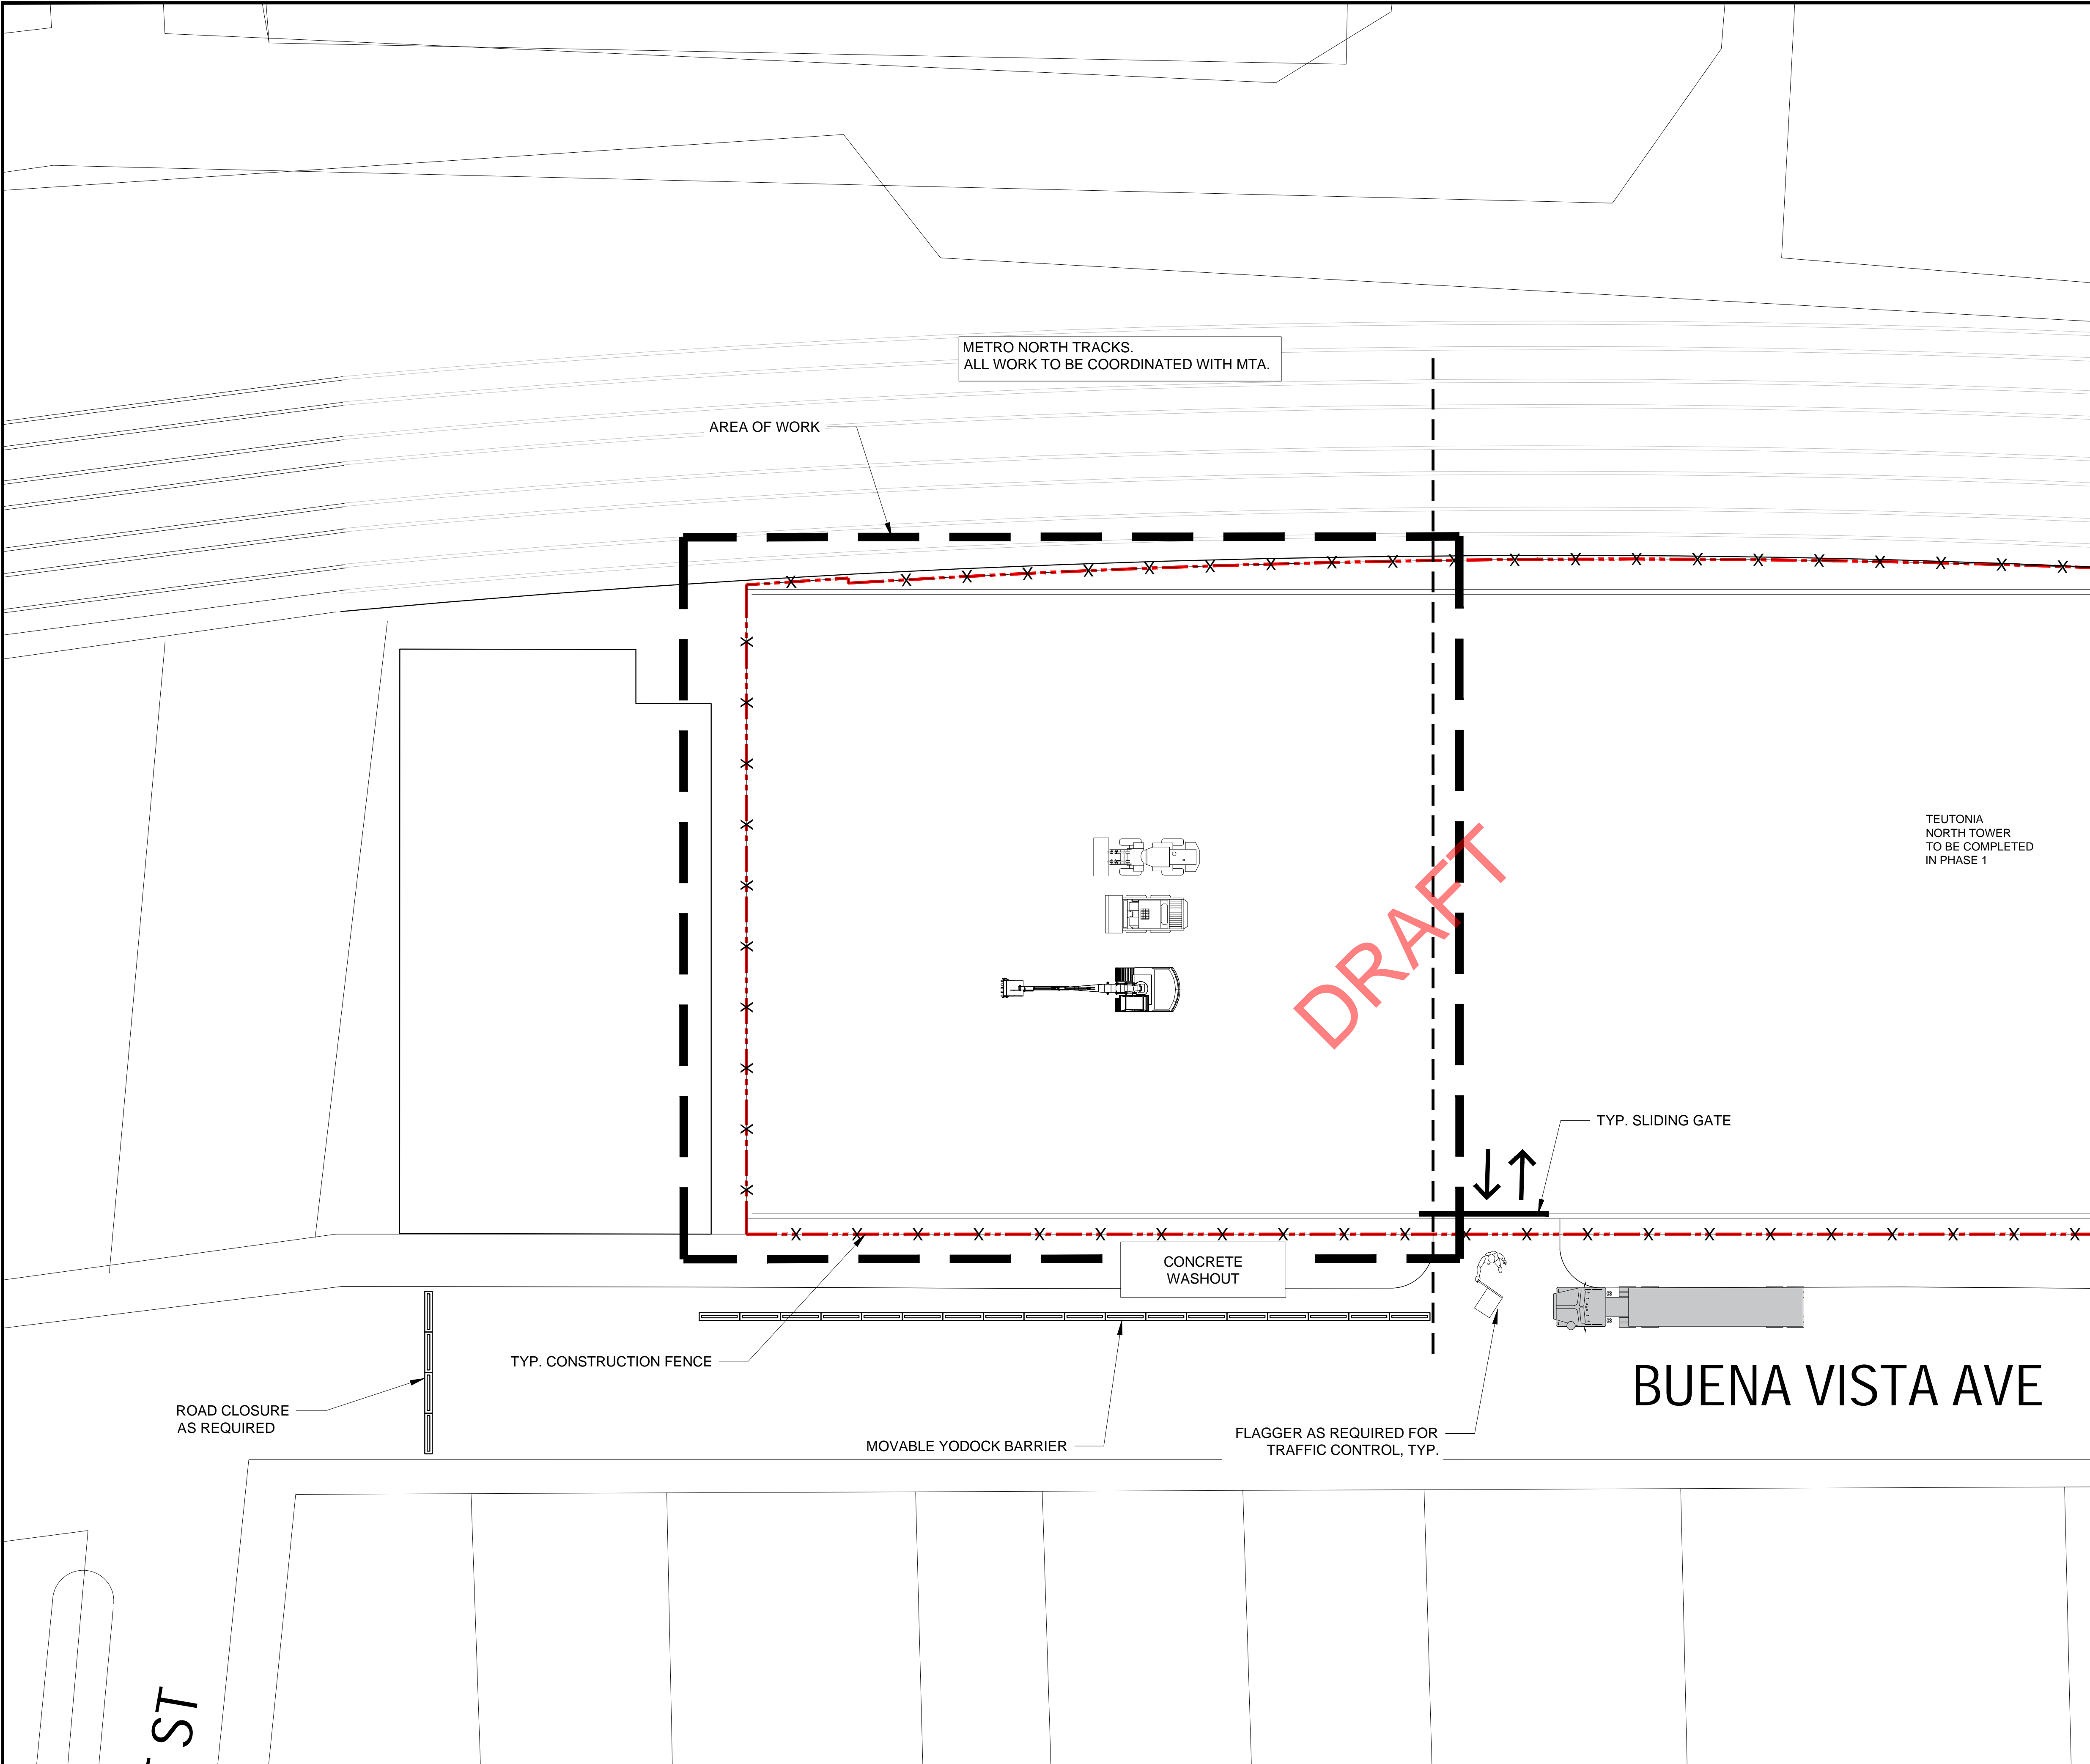 METRO NORTH TRACKS.
ALL WORK TO BE COORDINATED WITH MTA.
AREA OF WORK
TEUTONIA
NORTH TOWER
TO BE COMPLETED
IN PHASE 1
DRAFT
TYP. SLIDING GATE
CONCRETE
WASHOUT
TYP. CONSTRUCTION FENCE
BUENA VISTA AVE
ROAD CLOSURE
AS REQUIRED
MOVABLE YODOCK BARRIER
FLAGGER AS REQUIRED FOR
TRAFFIC CONTROL, TYP.
ST